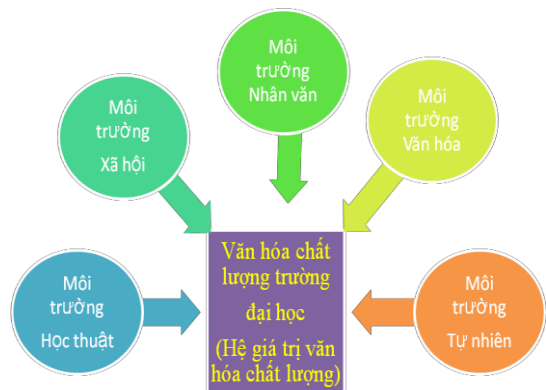 Môi
trường
Nhân văn
Môi
trường
Xã hội
Môi
trường
Văn hóa
Môi
trường
Học thuật
Văn hóa chất
lượng trường
đại học
(Hệ giá trị văn
hóa chất lượng)
Môi
trường
Tự nhiên